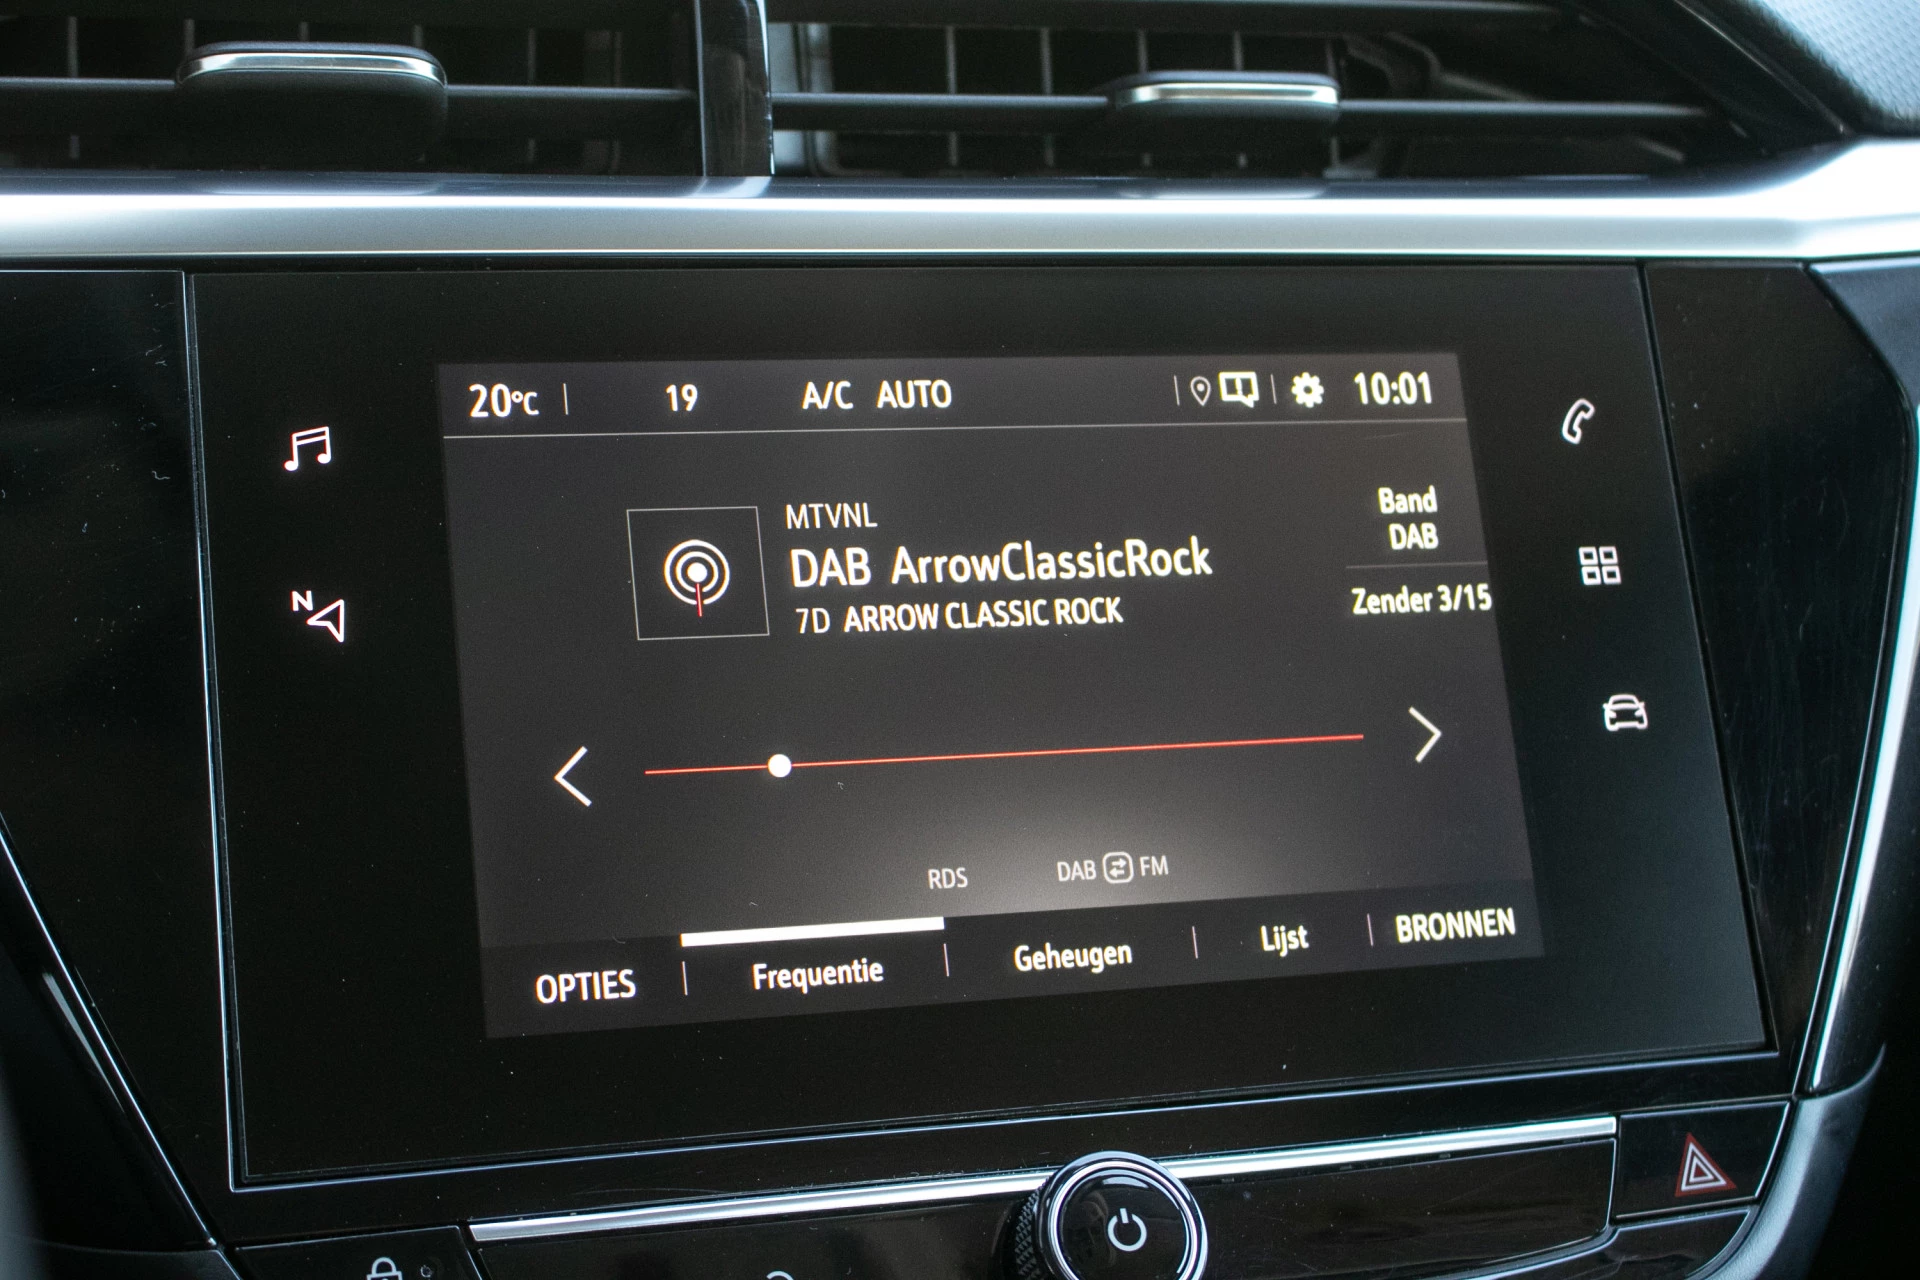 20°C 19 A/C AUTO 10:01
MTVNL
DAB ArrowClassicRock
7D ARROW CLASSIC ROCK
Band
DAB
Zender 3/15
N
RDS DAB FM
OPTIES Frequentie Geheugen Lijst BRONNEN